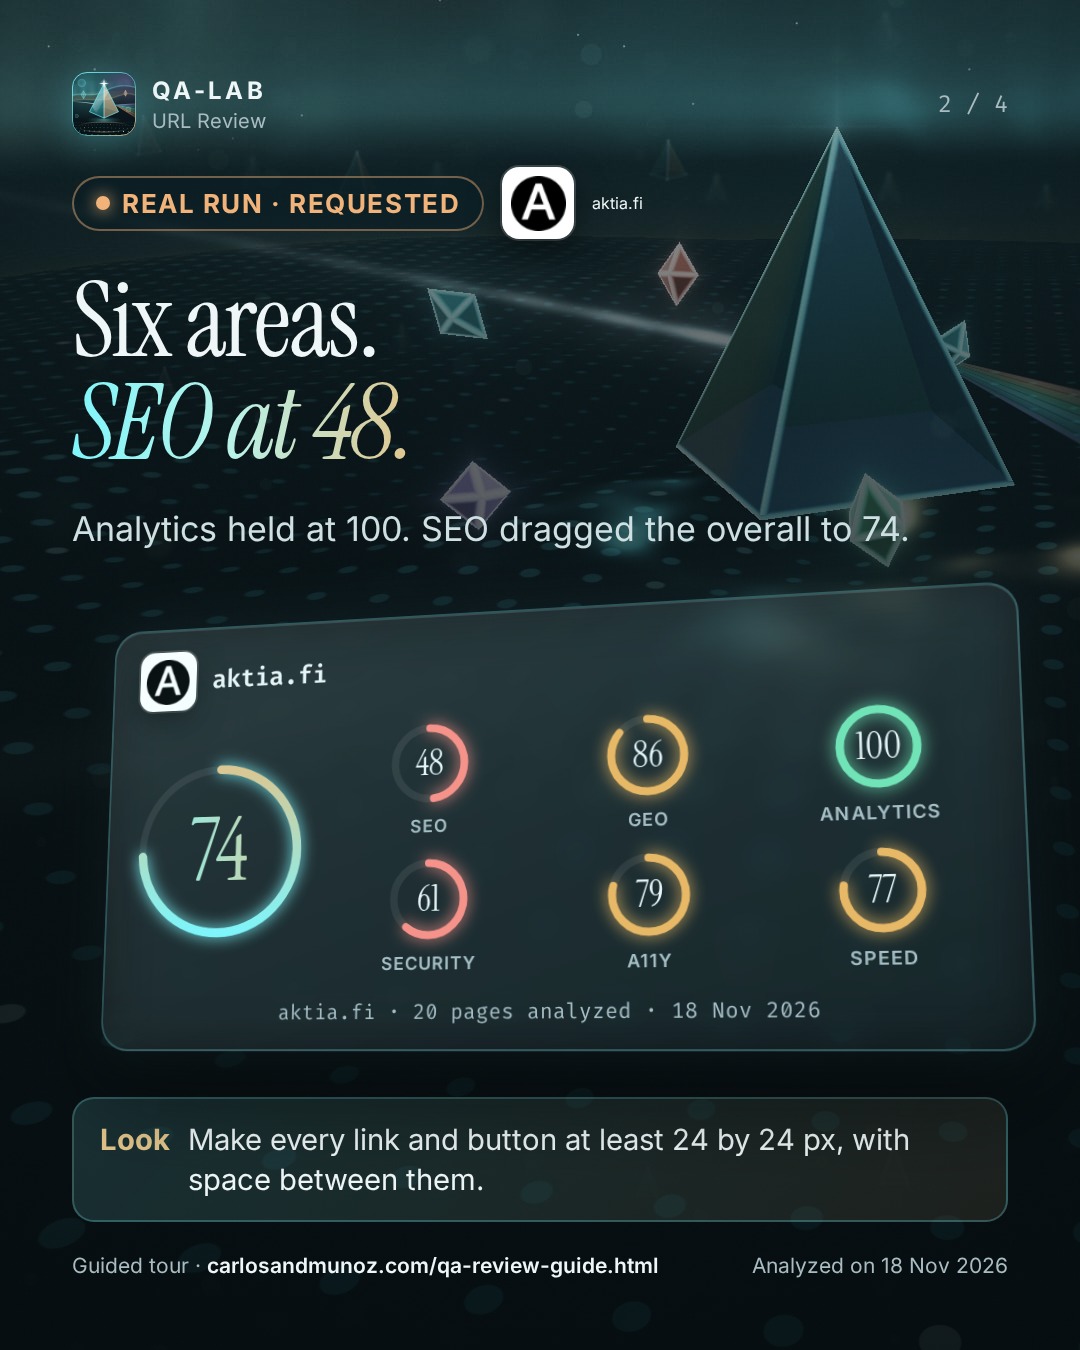 QA-LAB
URL Review
2 / 4
REAL RUN · REQUESTED
A
aktia.fi
Six areas.
SEO at 48.
Analytics held at 100. SEO dragged the overall to 74.
A
aktia.fi
74
48
SEO
86
GEO
100
ANALYTICS
61
SECURITY
79
A11Y
77
SPEED
aktia.fi · 20 pages analyzed · 18 Nov 2026
Look Make every link and button at least 24 by 24 px, with
space between them.
Guided tour · carlosandmunoz.com/qa-review-guide.html
Analyzed on 18 Nov 2026